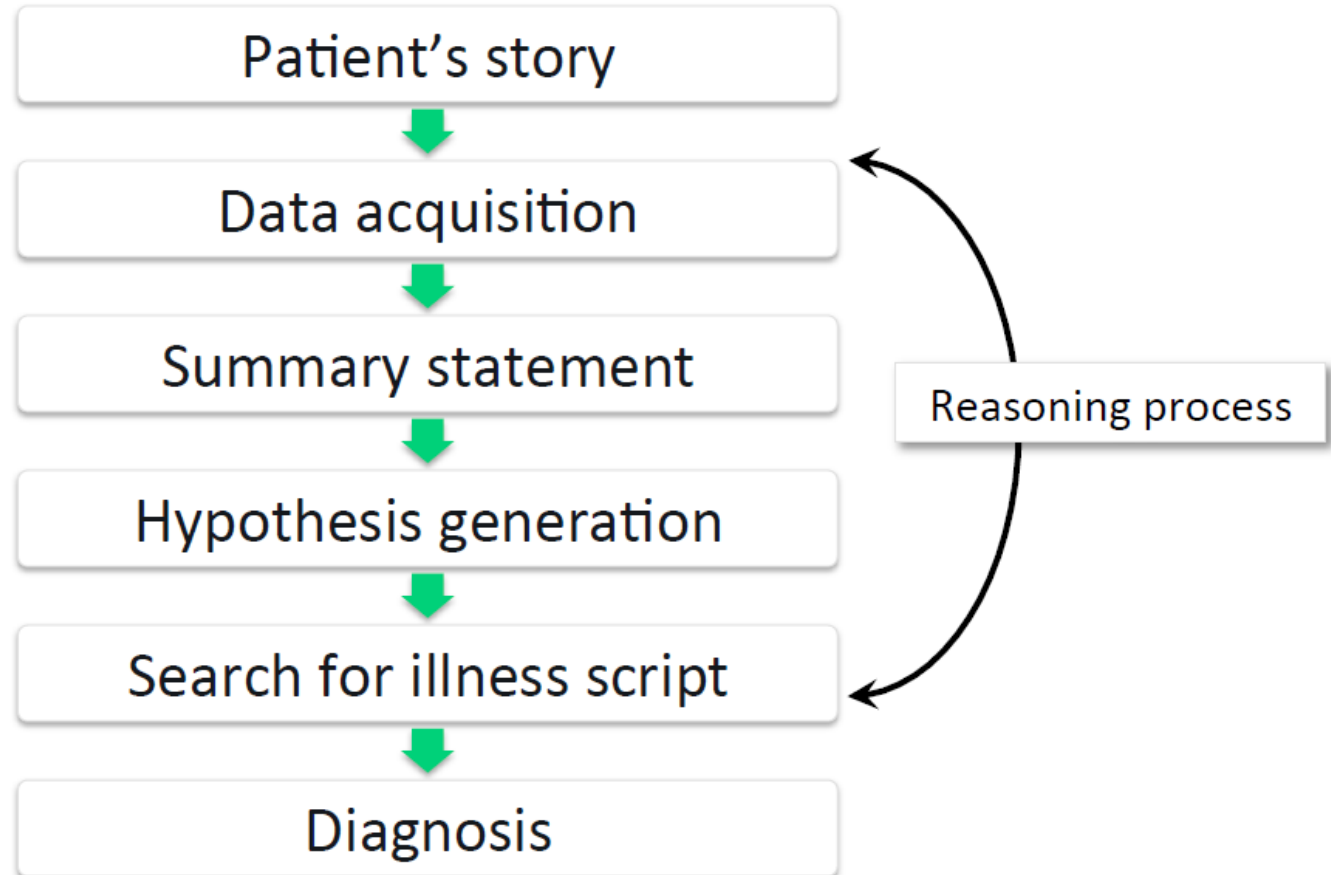 Patient’s story
Data acquisition
Summary statement
Reasoning process
Hypothesis generation
Search for illness script
Diagnosis